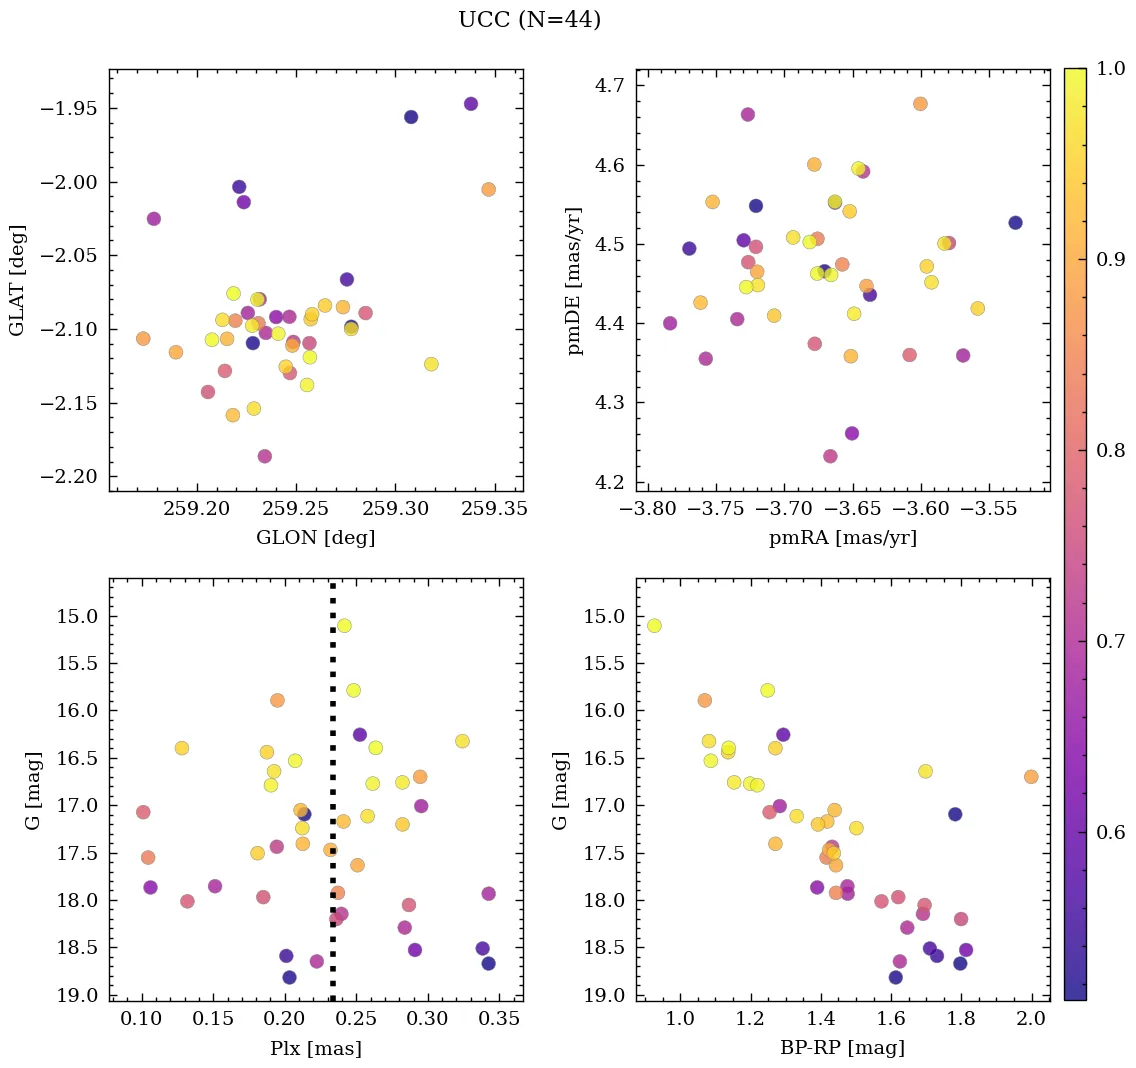 UCC (N=44)
−1.95
−2.00
−2.05
−2.10
−2.15
−2.20
GLAT [deg]
259.20 259.25 259.30 259.35
GLON [deg]
4.7
4.6
4.5
4.4
4.3
4.2
pmDE [mas/yr]
−3.80 −3.75 −3.70 −3.65 −3.60 −3.55
pmRA [mas/yr]
1.0
0.9
0.8
0.7
0.6
15.0
15.5
16.0
16.5
17.0
17.5
18.0
18.5
19.0
G [mag]
0.10 0.15 0.20 0.25 0.30 0.35
Plx [mas]
15.0
15.5
16.0
16.5
17.0
17.5
18.0
18.5
19.0
G [mag]
1.0 1.2 1.4 1.6 1.8 2.0
BP-RP [mag]